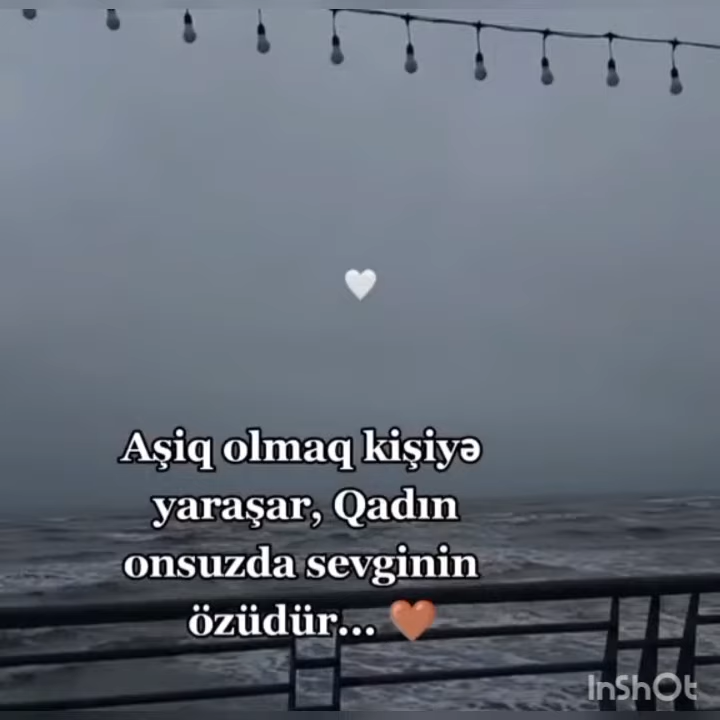 Aşiq olmaq kişiyə
yaraşar, Qadın
onsuzda sevginin
özüdür... 🧡
InShOt